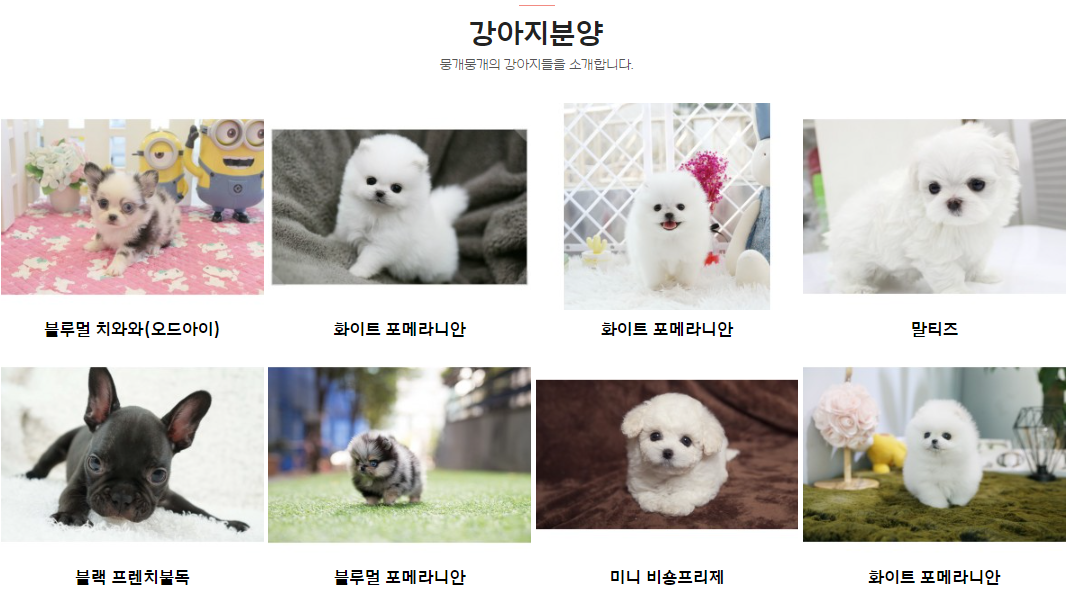 강아지분양
뭉개뭉개의 강아지들을 소개합니다.
블루멀 치와와(오드아이)
화이트 포메라니안
화이트 포메라니안
말티즈
블랙 프렌치불독
블루멀 포메라니안
미니 비숑프리제
화이트 포메라니안